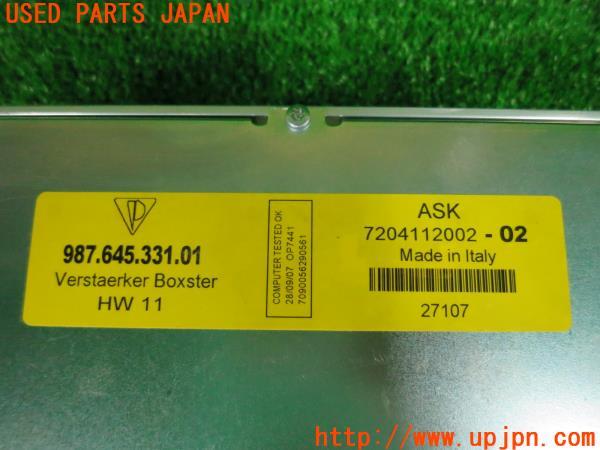 USED PARTS JAPAN
987.645.331.01
Verstaerker Boxster
HW 11
COMPUTER TESTED OK
28/09/07 OP7441
7090056290561
ASK
7204112002 - 02
Made in Italy
27107
UPJ
www.upjpn.com